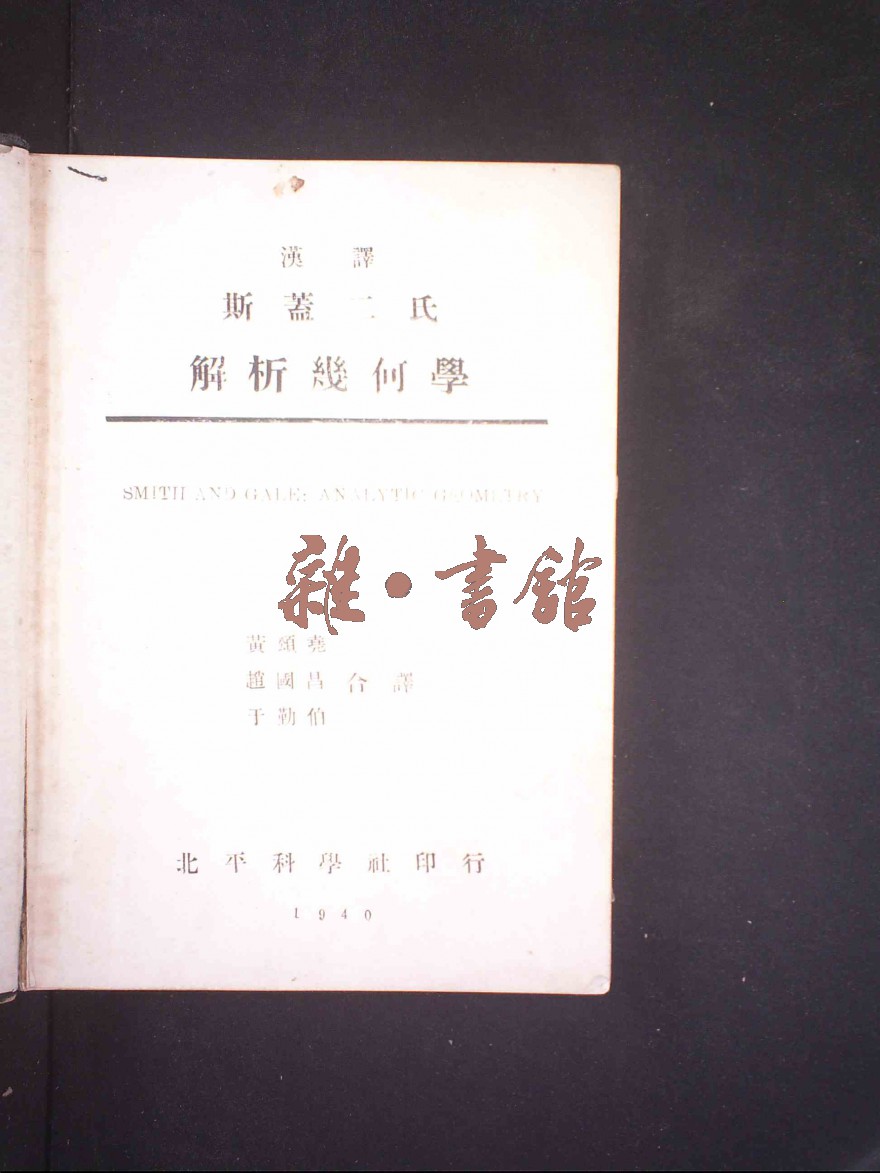 漢譯
斯蓋二氏
解析幾何學
SMITH AND GALE: ANALYTIC GEOMETRY
雜·書館
黃頌堯
趙國昌 合譯
于勤伯
北平科學社印行
1940